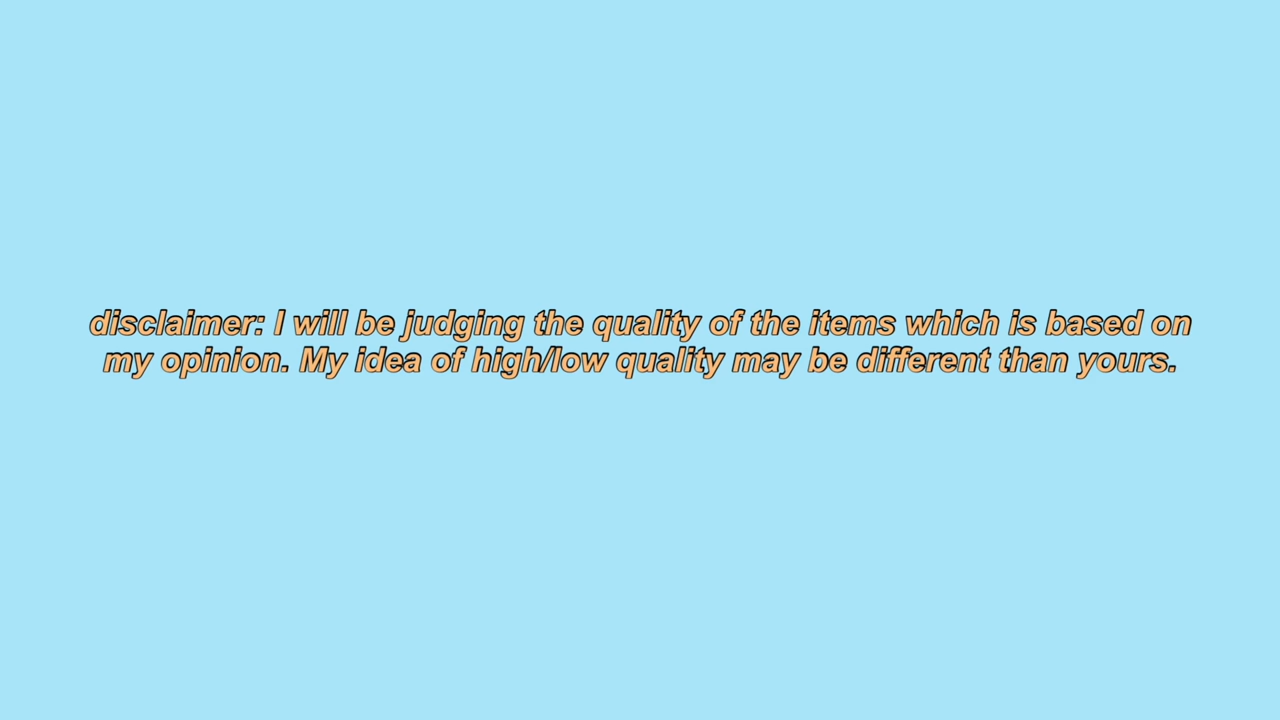 disclaimer: I will be judging the quality of the items which is based on
my opinion. My idea of high/low quality may be different than yours.